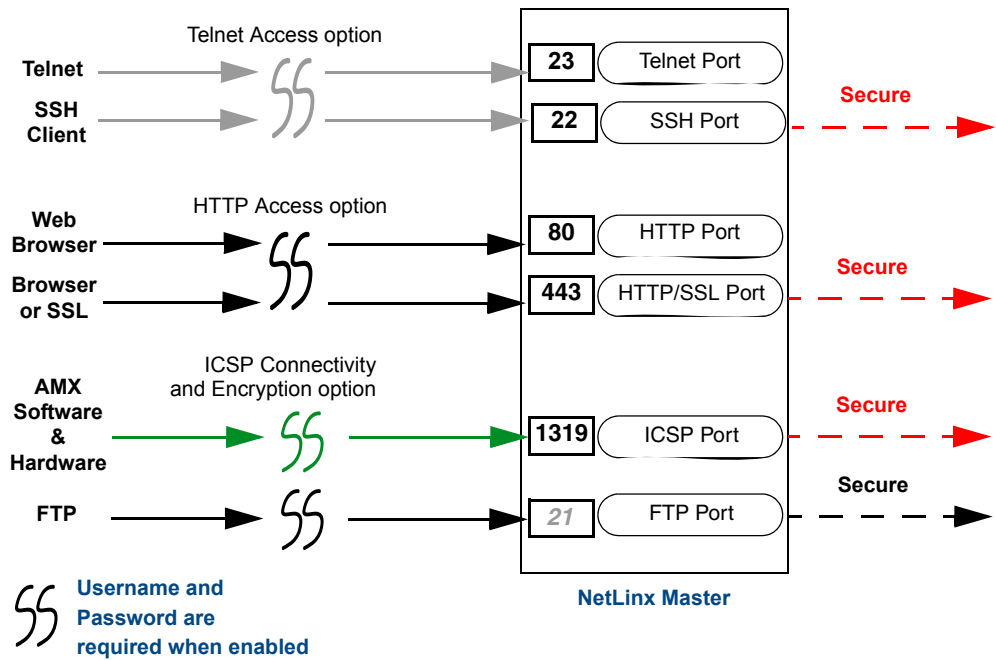 Telnet Access option
Telnet
23
Telnet Port
SSH
Client
22
SSH Port
Secure
HTTP Access option
Web
Browser
80
HTTP Port
Browser
or SSL
443
HTTP/SSL Port
Secure
ICSP Connectivity
and Encryption option
AMX
Software
&
Hardware
1319
ICSP Port
Secure
FTP
21
FTP Port
Secure
Username and
Password are
required when enabled
NetLinx Master